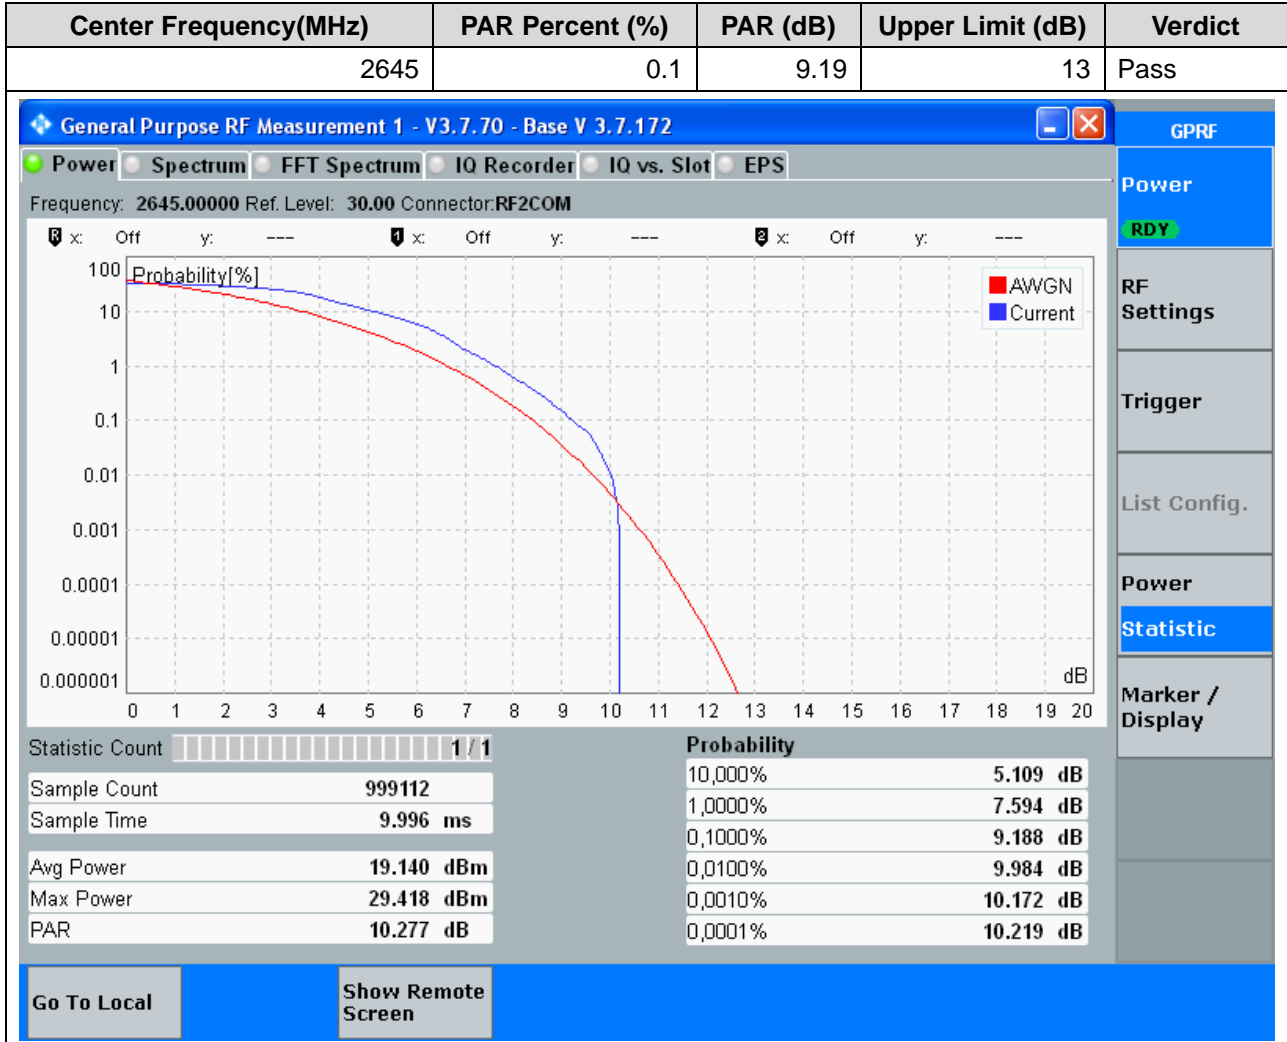 Center Frequency(MHz) PAR Percent (%) PAR (dB) Upper Limit (dB) Verdict
2645 0.1 9.19 13 Pass
General Purpose RF Measurement 1 - V3.7.70 - Base V 3.7.172
GPRF
Power Spectrum FFT Spectrum IQ Recorder IQ vs. Slot EPS
Frequency: 2645.00000 Ref. Level: 30.00 Connector:RF2COM
R x: Off y: --- 1 x: Off y: --- 2 x: Off y: ---
Probability[%]
AWGN
Current
100
10
1
0.1
0.01
0.001
0.0001
0.00001
0.000001
dB
0 1 2 3 4 5 6 7 8 9 10 11 12 13 14 15 16 17 18 19 20
Statistic Count 1 / 1
Sample Count 999112
Sample Time 9.996 ms
Avg Power 19.140 dBm
Max Power 29.418 dBm
PAR 10.277 dB
Probability
10,000% 5.109 dB
1,0000% 7.594 dB
0,1000% 9.188 dB
0,0100% 9.984 dB
0,0010% 10.172 dB
0,0001% 10.219 dB
Power
RDY
RF
Settings
Trigger
List Config.
Power
Statistic
Marker /
Display
Go To Local
Show Remote
Screen